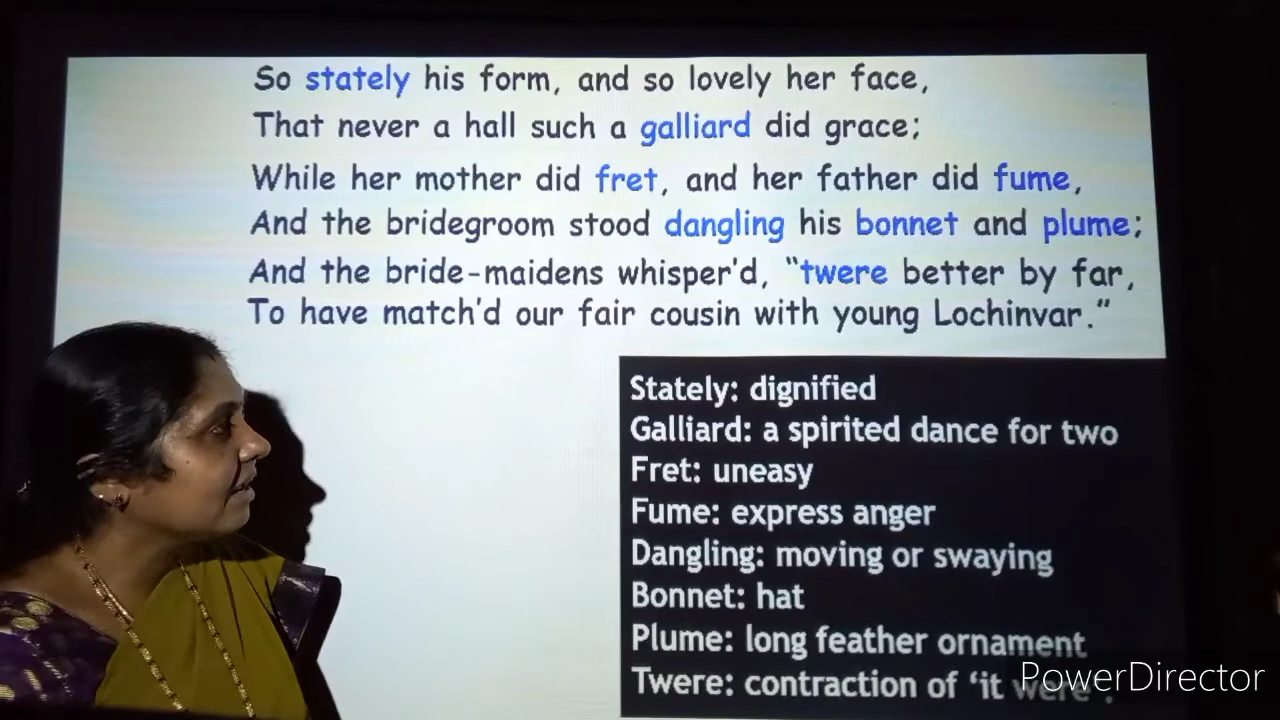 So stately his form, and so lovely her face,
That never a hall such a galliard did grace;
While her mother did fret, and her father did fume,
And the bridegroom stood dangling his bonnet and plume;
And the bride-maidens whisper'd, “twere better by far,
To have match'd our fair cousin with young Lochinvar.”
Stately: dignified
Galliard: a spirited dance for two
Fret: uneasy
Fume: express anger
Dangling: moving or swaying
Bonnet: hat
Plume: long feather ornament
Twere: contraction of ‘it were’.
PowerDirector